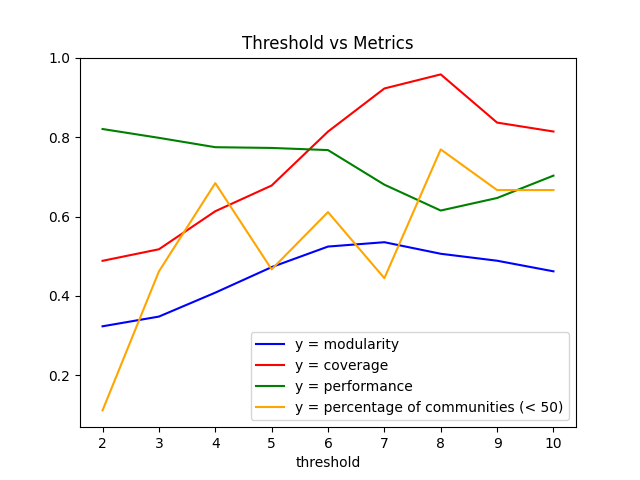 Threshold vs Metrics
1.0
0.8
0.6
0.4
0.2
y = modularity
y = coverage
y = performance
y = percentage of communities (< 50)
2 3 4 5 6 7 8 9 10
threshold